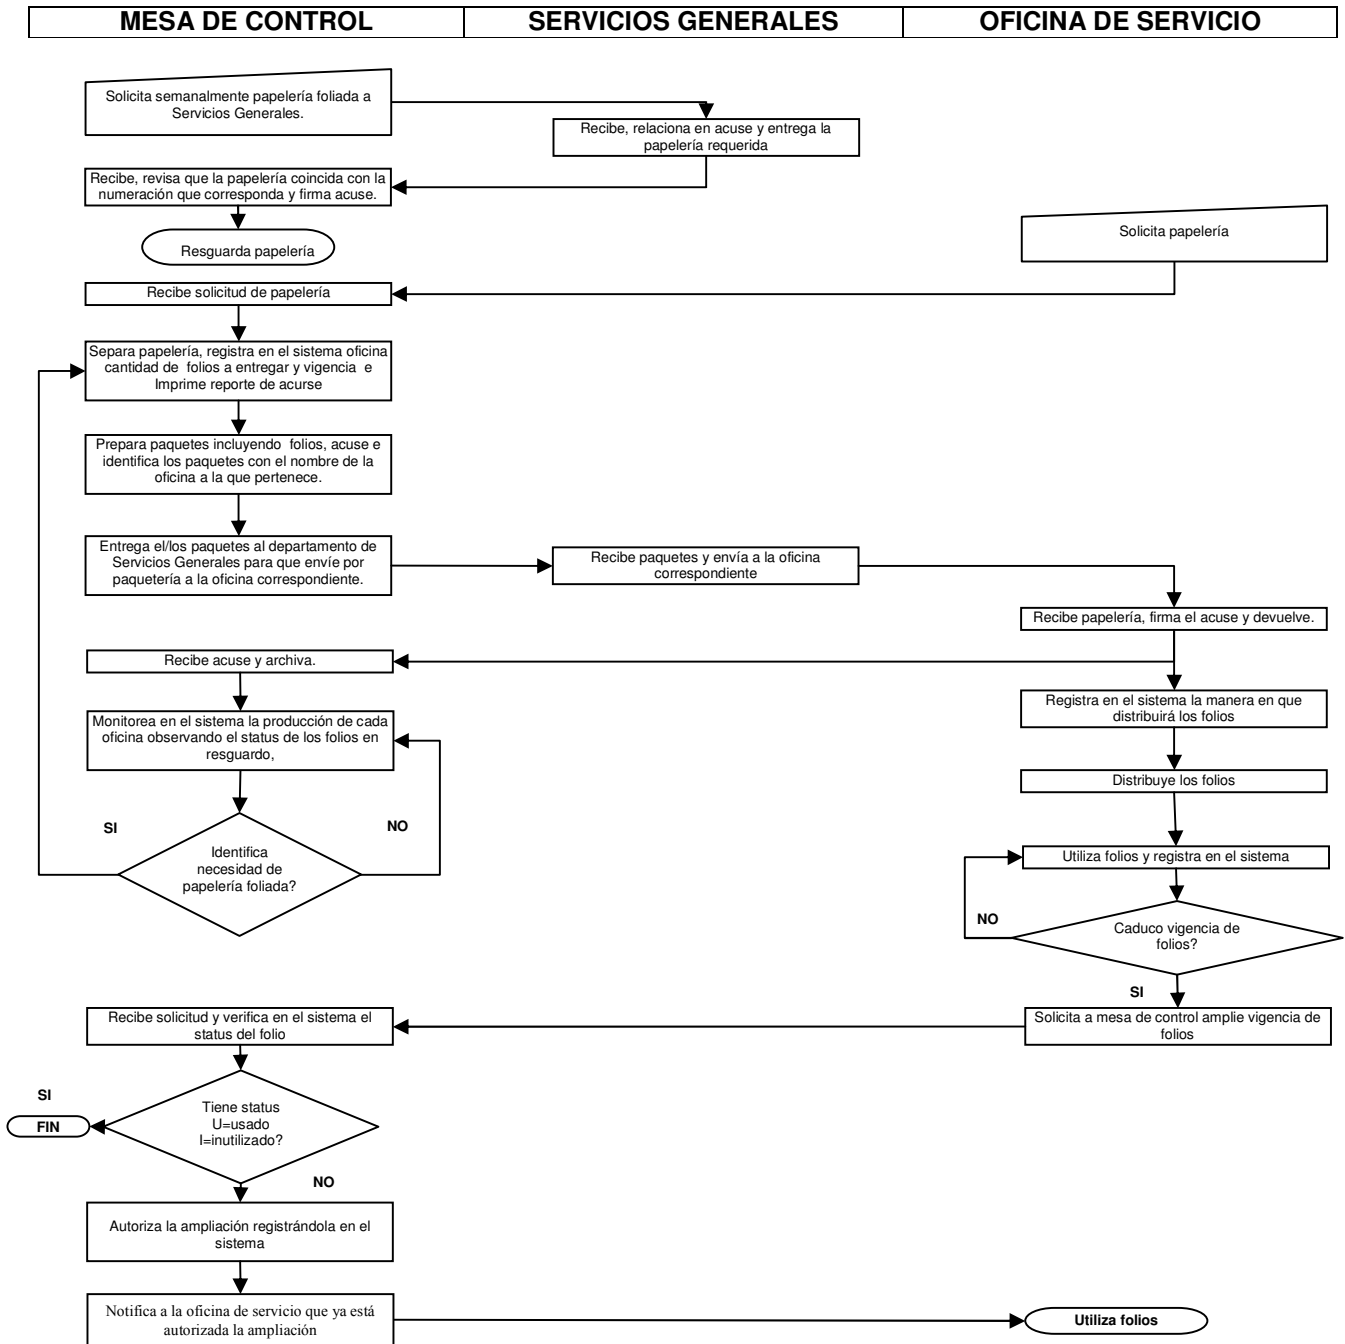 MESA DE CONTROL
SERVICIOS GENERALES
OFICINA DE SERVICIO
Solicita semanalmente papelería foliada a
Servicios Generales.
Recibe, relaciona en acuse y entrega la
papelería requerida
Recibe, revisa que la papelería coincida con la
numeración que corresponda y firma acuse.
Solicita papelería
Resguarda papelería
Recibe solicitud de papelería
Separa papelería, registra en el sistema oficina
cantidad de folios a entregar y vigencia e
Imprime reporte de acurse
Prepara paquetes incluyendo folios, acuse e
identifica los paquetes con el nombre de la
oficina a la que pertenece.
Entrega el/los paquetes al departamento de
Servicios Generales para que envíe por
paquetería a la oficina correspondiente.
Recibe paquetes y envía a la oficina
correspondiente
Recibe papelería, firma el acuse y devuelve.
Recibe acuse y archiva.
Registra en el sistema la manera en que
distribuirá los folios
Monitorea en el sistema la producción de cada
oficina observando el status de los folios en
resguardo,
Distribuye los folios
SI
NO
Identifica
necesidad de
papelería foliada?
Utiliza folios y registra en el sistema
NO
Caduco vigencia de
folios?
SI
Solicita a mesa de control amplie vigencia de
folios
Recibe solicitud y verifica en el sistema el
status del folio
SI
FIN
Tiene status
U=usado
I=inutilizado?
NO
Autoriza la ampliación registrándola en el
sistema
Notifica a la oficina de servicio que ya está
autorizada la ampliación
Utiliza folios